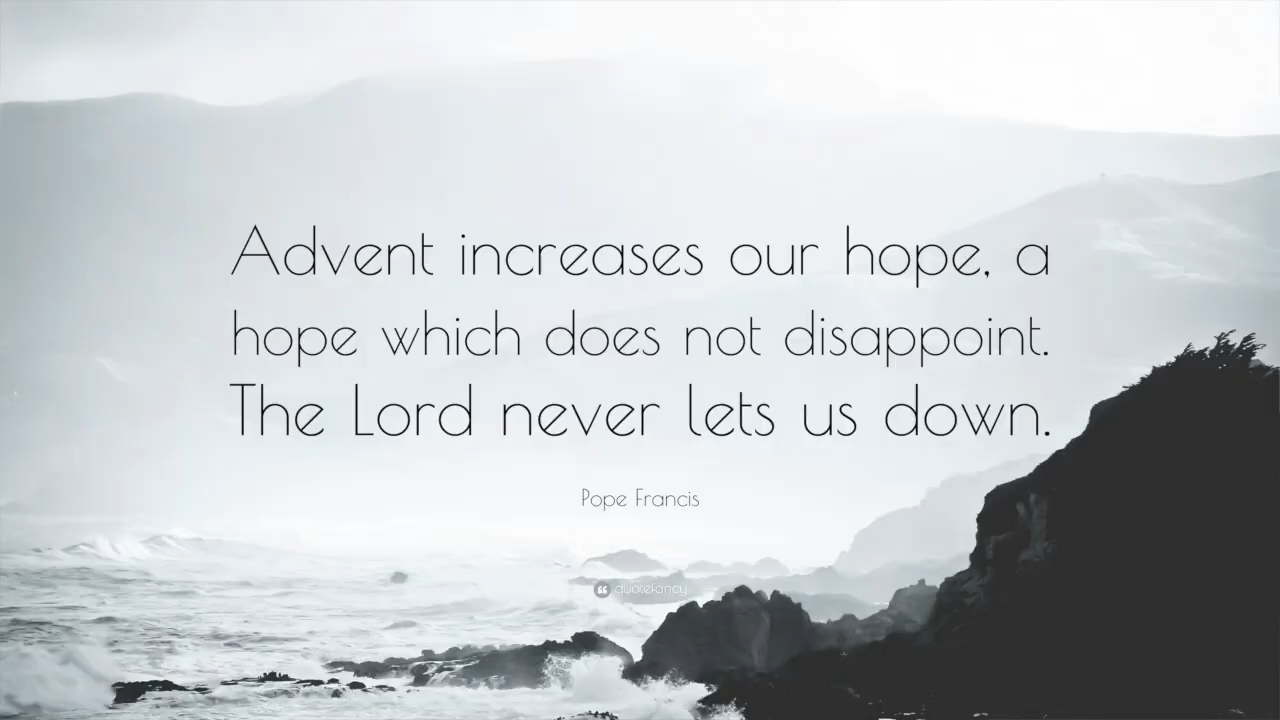 Advent increases our hope, a
hope which does not disappoint.
The Lord never lets us down.
Pope Francis
quotefancy